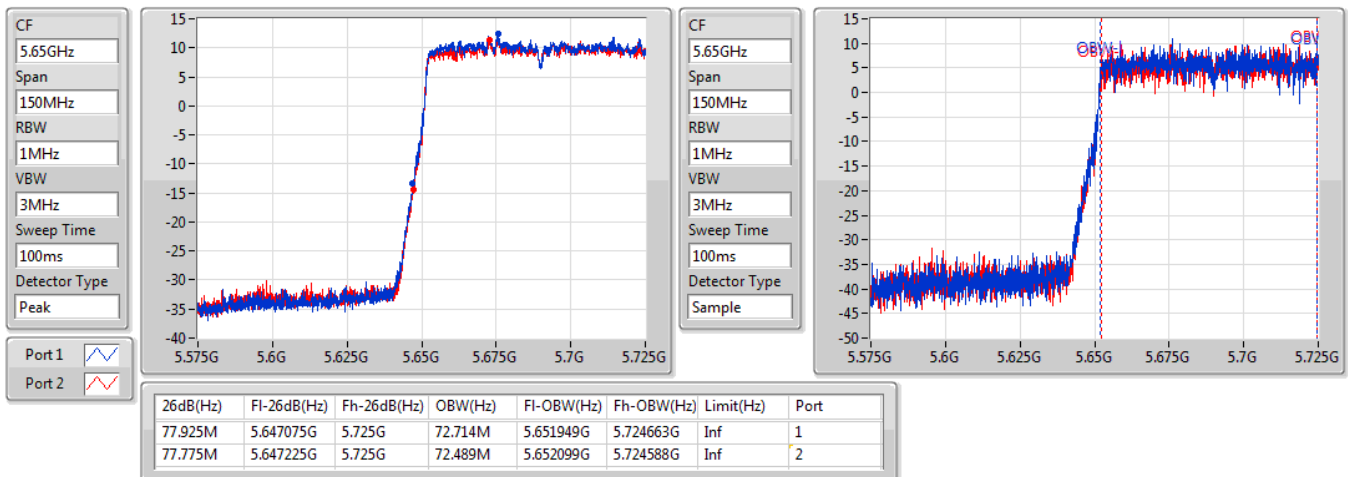 CF
5.65GHz
Span
150MHz
RBW
1MHz
VBW
3MHz
Sweep Time
100ms
Detector Type
Peak
Port 1
Port 2
15
10
5
0
-5
-10
-15
-20
-25
-30
-35
-40
5.575G 5.6G 5.625G 5.65G 5.675G 5.7G 5.725G
CF
5.65GHz
Span
150MHz
RBW
1MHz
VBW
3MHz
Sweep Time
100ms
Detector Type
Sample
15
10
5
0
-5
-10
-15
-20
-25
-30
-35
-40
-45
-50
OBW-l OBW
5.575G 5.6G 5.625G 5.65G 5.675G 5.7G 5.725G
26dB(Hz) Fl-26dB(Hz) Fh-26dB(Hz) OBW(Hz) Fl-OBW(Hz) Fh-OBW(Hz) Limit(Hz) Port
77.925M 5.647075G 5.725G 72.714M 5.651949G 5.724663G Inf 1
77.775M 5.647225G 5.725G 72.489M 5.652099G 5.724588G Inf 2